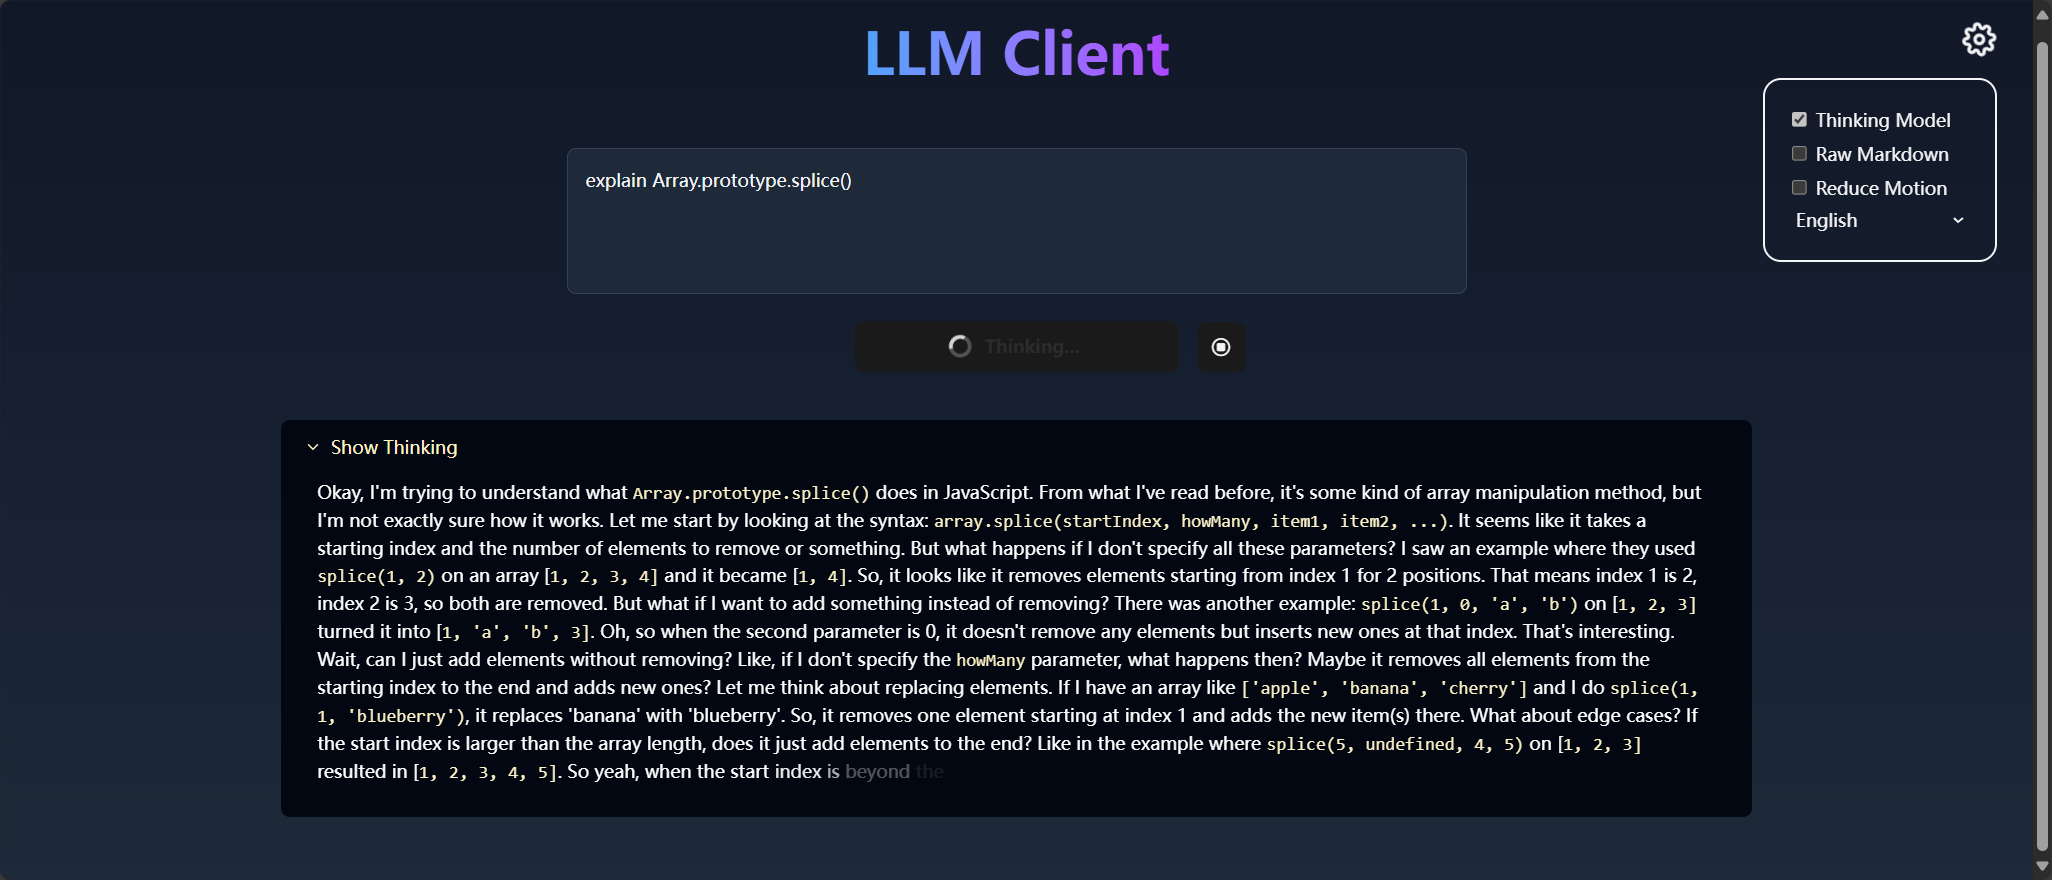 LLM Client
Thinking Model
Raw Markdown
Reduce Motion
English
explain Array.prototype.splice()
Thinking...
Show Thinking
Okay, I'm trying to understand what Array.prototype.splice() does in JavaScript. From what I've read before, it's some kind of array manipulation method, but
I'm not exactly sure how it works. Let me start by looking at the syntax: array.splice(startIndex, howMany, item1, item2, ...). It seems like it takes a
starting index and the number of elements to remove or something. But what happens if I don't specify all these parameters? I saw an example where they used
splice(1, 2) on an array [1, 2, 3, 4] and it became [1, 4]. So, it looks like it removes elements starting from index 1 for 2 positions. That means index 1 is 2,
index 2 is 3, so both are removed. But what if I want to add something instead of removing? There was another example: splice(1, 0, 'a', 'b') on [1, 2, 3]
turned it into [1, 'a', 'b', 3]. Oh, so when the second parameter is 0, it doesn't remove any elements but inserts new ones at that index. That's interesting.
Wait, can I just add elements without removing? Like, if I don't specify the howMany parameter, what happens then? Maybe it removes all elements from the
starting index to the end and adds new ones? Let me think about replacing elements. If I have an array like ['apple', 'banana', 'cherry'] and I do splice(1,
1, 'blueberry'), it replaces 'banana' with 'blueberry'. So, it removes one element starting at index 1 and adds the new item(s) there. What about edge cases? If
the start index is larger than the array length, does it just add elements to the end? Like in the example where splice(5, undefined, 4, 5) on [1, 2, 3]
resulted in [1, 2, 3, 4, 5]. So yeah, when the start index is beyond the